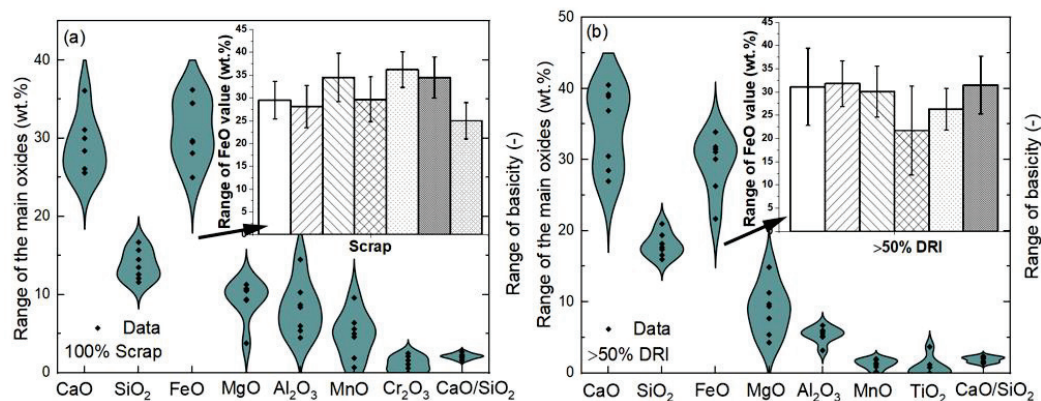 (a)
Range of the main oxides (wt.%)
40
30
20
10
0
Range of FeO value (wt.%)
45
40
35
30
25
20
15
10
5
0
Scrap
Range of basicity (-)
Data
100% Scrap
CaO SiO₂ FeO MgO Al₂O₃ MnO Cr₂O₃ CaO/SiO₂
(b)
Range of the main oxides (wt.%)
50
40
30
20
10
0
Range of FeO value (wt.%)
45
40
35
30
25
20
15
10
5
0
>50% DRI
Range of basicity (-)
Data
>50% DRI
CaO SiO₂ FeO MgO Al₂O₃ MnO TiO₂ CaO/SiO₂